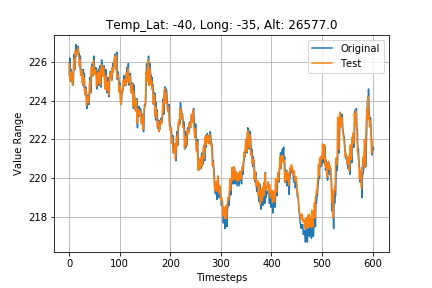 Temp_Lat: -40, Long: -35, Alt: 26577.0
Original
Test
Value Range
226
224
222
220
218
0 100 200 300 400 500 600
Timesteps